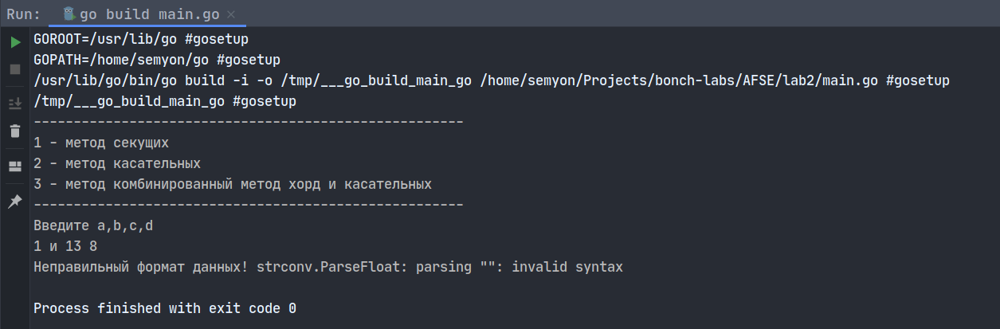 Run: go build main.go ×
GOROOT=/usr/lib/go #gosetup
GOPATH=/home/semyon/go #gosetup
/usr/lib/go/bin/go build -i -o /tmp/___go_build_main_go /home/semyon/Projects/bonch-labs/AFSE/lab2/main.go #gosetup
/tmp/___go_build_main_go #gosetup
------------------------------------------------------
1 - метод секущих
2 - метод касательных
3 - метод комбинированный метод хорд и касательных
------------------------------------------------------
Введите a,b,c,d
1 и 13 8
Неправильный формат данных! strconv.ParseFloat: parsing "": invalid syntax
Process finished with exit code 0